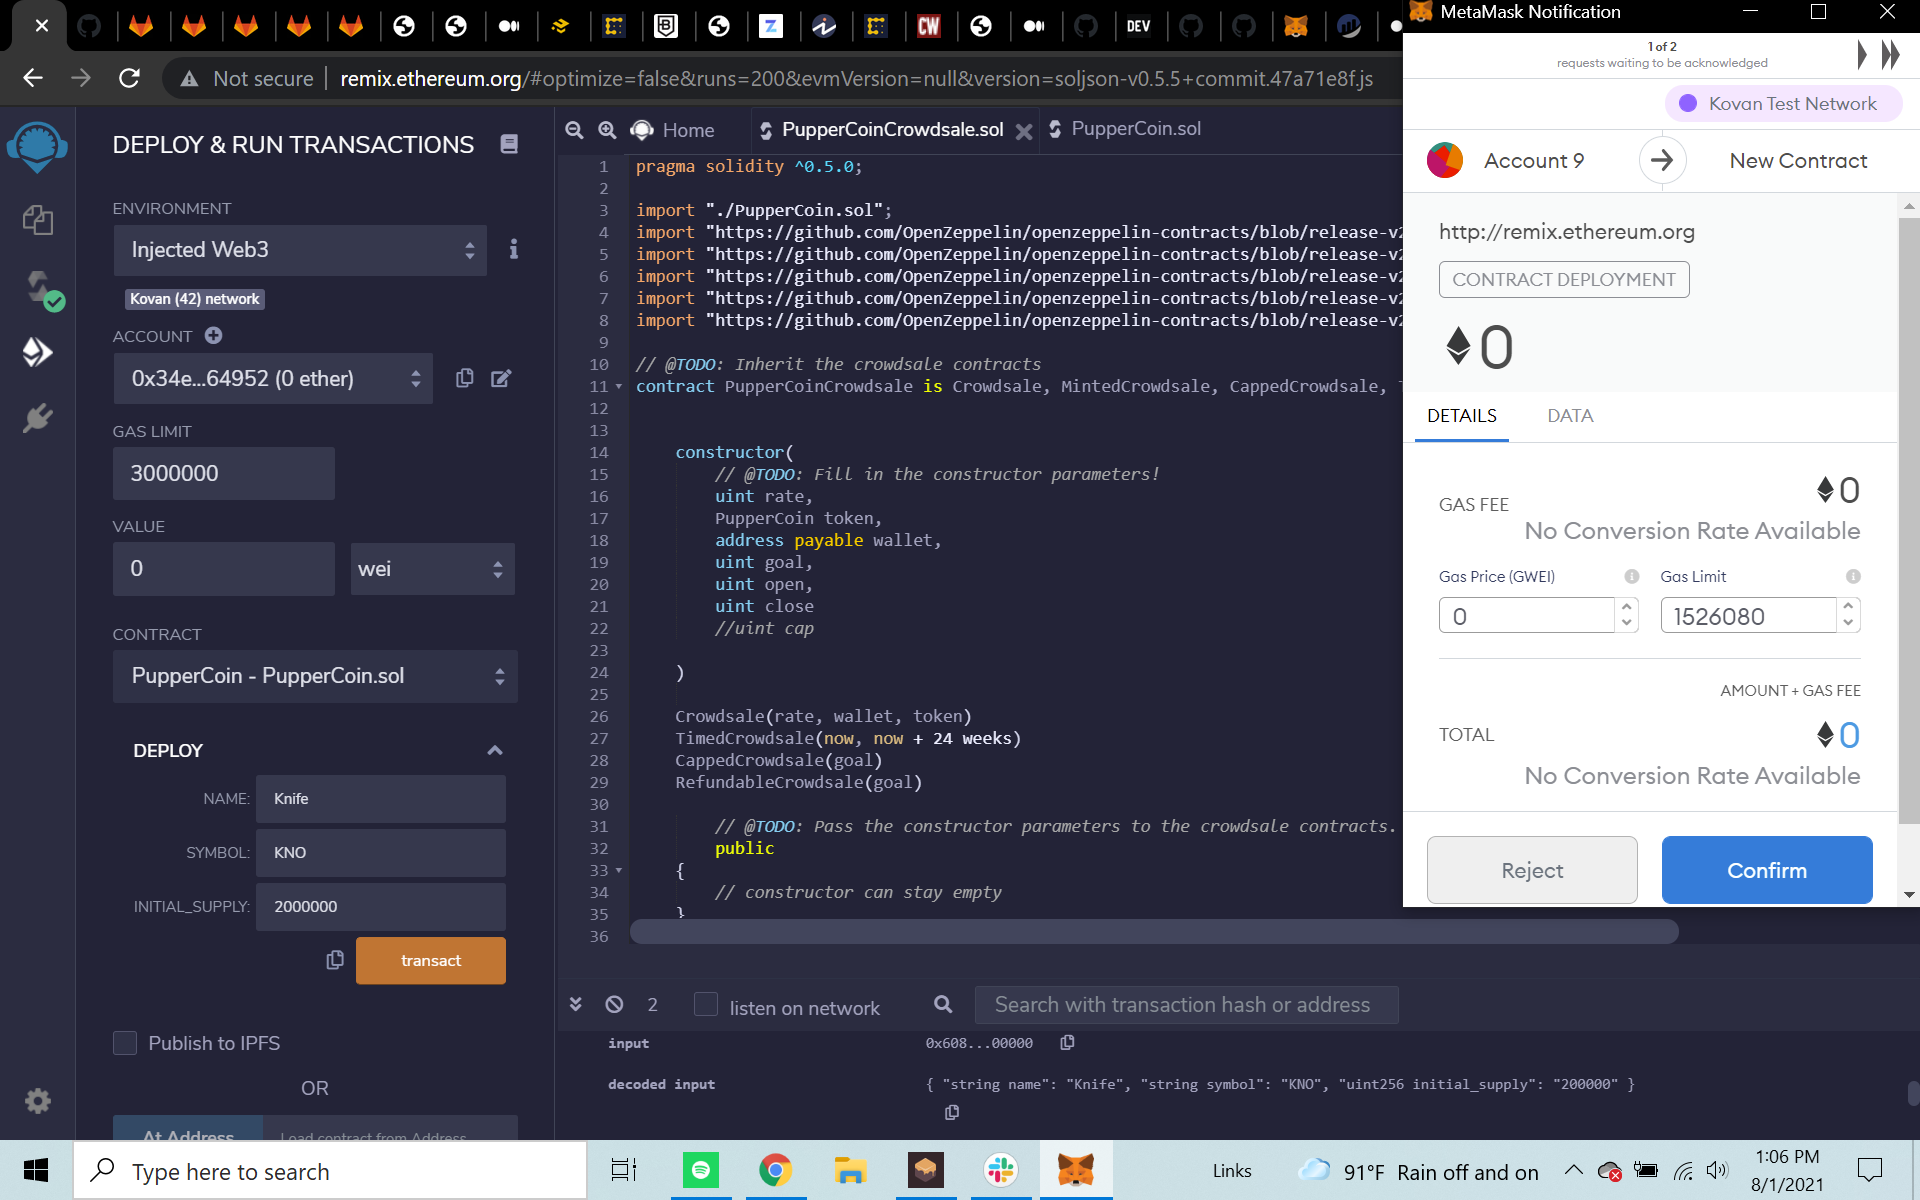 MetaMask Notification
Not secure
remix.ethereum.org/#optimize=false&runs=200&evmVersion=null&version=soljson-v0.5.5+commit.47a71e8f.js
CW
DEV
DEPLOY & RUN TRANSACTIONS
ENVIRONMENT
Injected Web3
Kovan (42) network
ACCOUNT
0x34e...64952 (0 ether)
GAS LIMIT
3000000
VALUE
0
wei
CONTRACT
PupperCoin - PupperCoin.sol
DEPLOY
NAME: Knife
SYMBOL: KNO
INITIAL_SUPPLY: 2000000
transact
Publish to IPFS
OR
At Address
Load contract from Address
Home
PupperCoinCrowdsale.sol
PupperCoin.sol
1 pragma solidity ^0.5.0;
2
3 import "./PupperCoin.sol";
4 import "https://github.com/OpenZeppelin/openzeppelin-contracts/blob/release-v
5 import "https://github.com/OpenZeppelin/openzeppelin-contracts/blob/release-v
6 import "https://github.com/OpenZeppelin/openzeppelin-contracts/blob/release-v
7 import "https://github.com/OpenZeppelin/openzeppelin-contracts/blob/release-v
8 import "https://github.com/OpenZeppelin/openzeppelin-contracts/blob/release-v
9
10 // @TODO: Inherit the crowdsale contracts
11 contract PupperCoinCrowdsale is Crowdsale, MintedCrowdsale, CappedCrowdsale,
12
13
14 constructor(
15 // @TODO: Fill in the constructor parameters!
16 uint rate,
17 PupperCoin token,
18 address payable wallet,
19 uint goal,
20 uint open,
21 uint close
22 //uint cap
23
24 )
25
26 Crowdsale(rate, wallet, token)
27 TimedCrowdsale(now, now + 24 weeks)
28 CappedCrowdsale(goal)
29 RefundableCrowdsale(goal)
30
31 // @TODO: Pass the constructor parameters to the crowdsale contracts.
32 public
33 {
34 // constructor can stay empty
35 }
36
2
listen on network
Search with transaction hash or address
input 0x608...00000
decoded input { "string name": "Knife", "string symbol": "KNO", "uint256 initial_supply": "200000" }
1 of 2
requests waiting to be acknowledged
Kovan Test Network
Account 9
New Contract
http://remix.ethereum.org
CONTRACT DEPLOYMENT
0
DETAILS
DATA
GAS FEE
0
No Conversion Rate Available
Gas Price (GWEI)
Gas Limit
0
1526080
AMOUNT + GAS FEE
TOTAL
0
No Conversion Rate Available
Reject
Confirm
Type here to search
Links
91°F Rain off and on
1:06 PM
8/1/2021